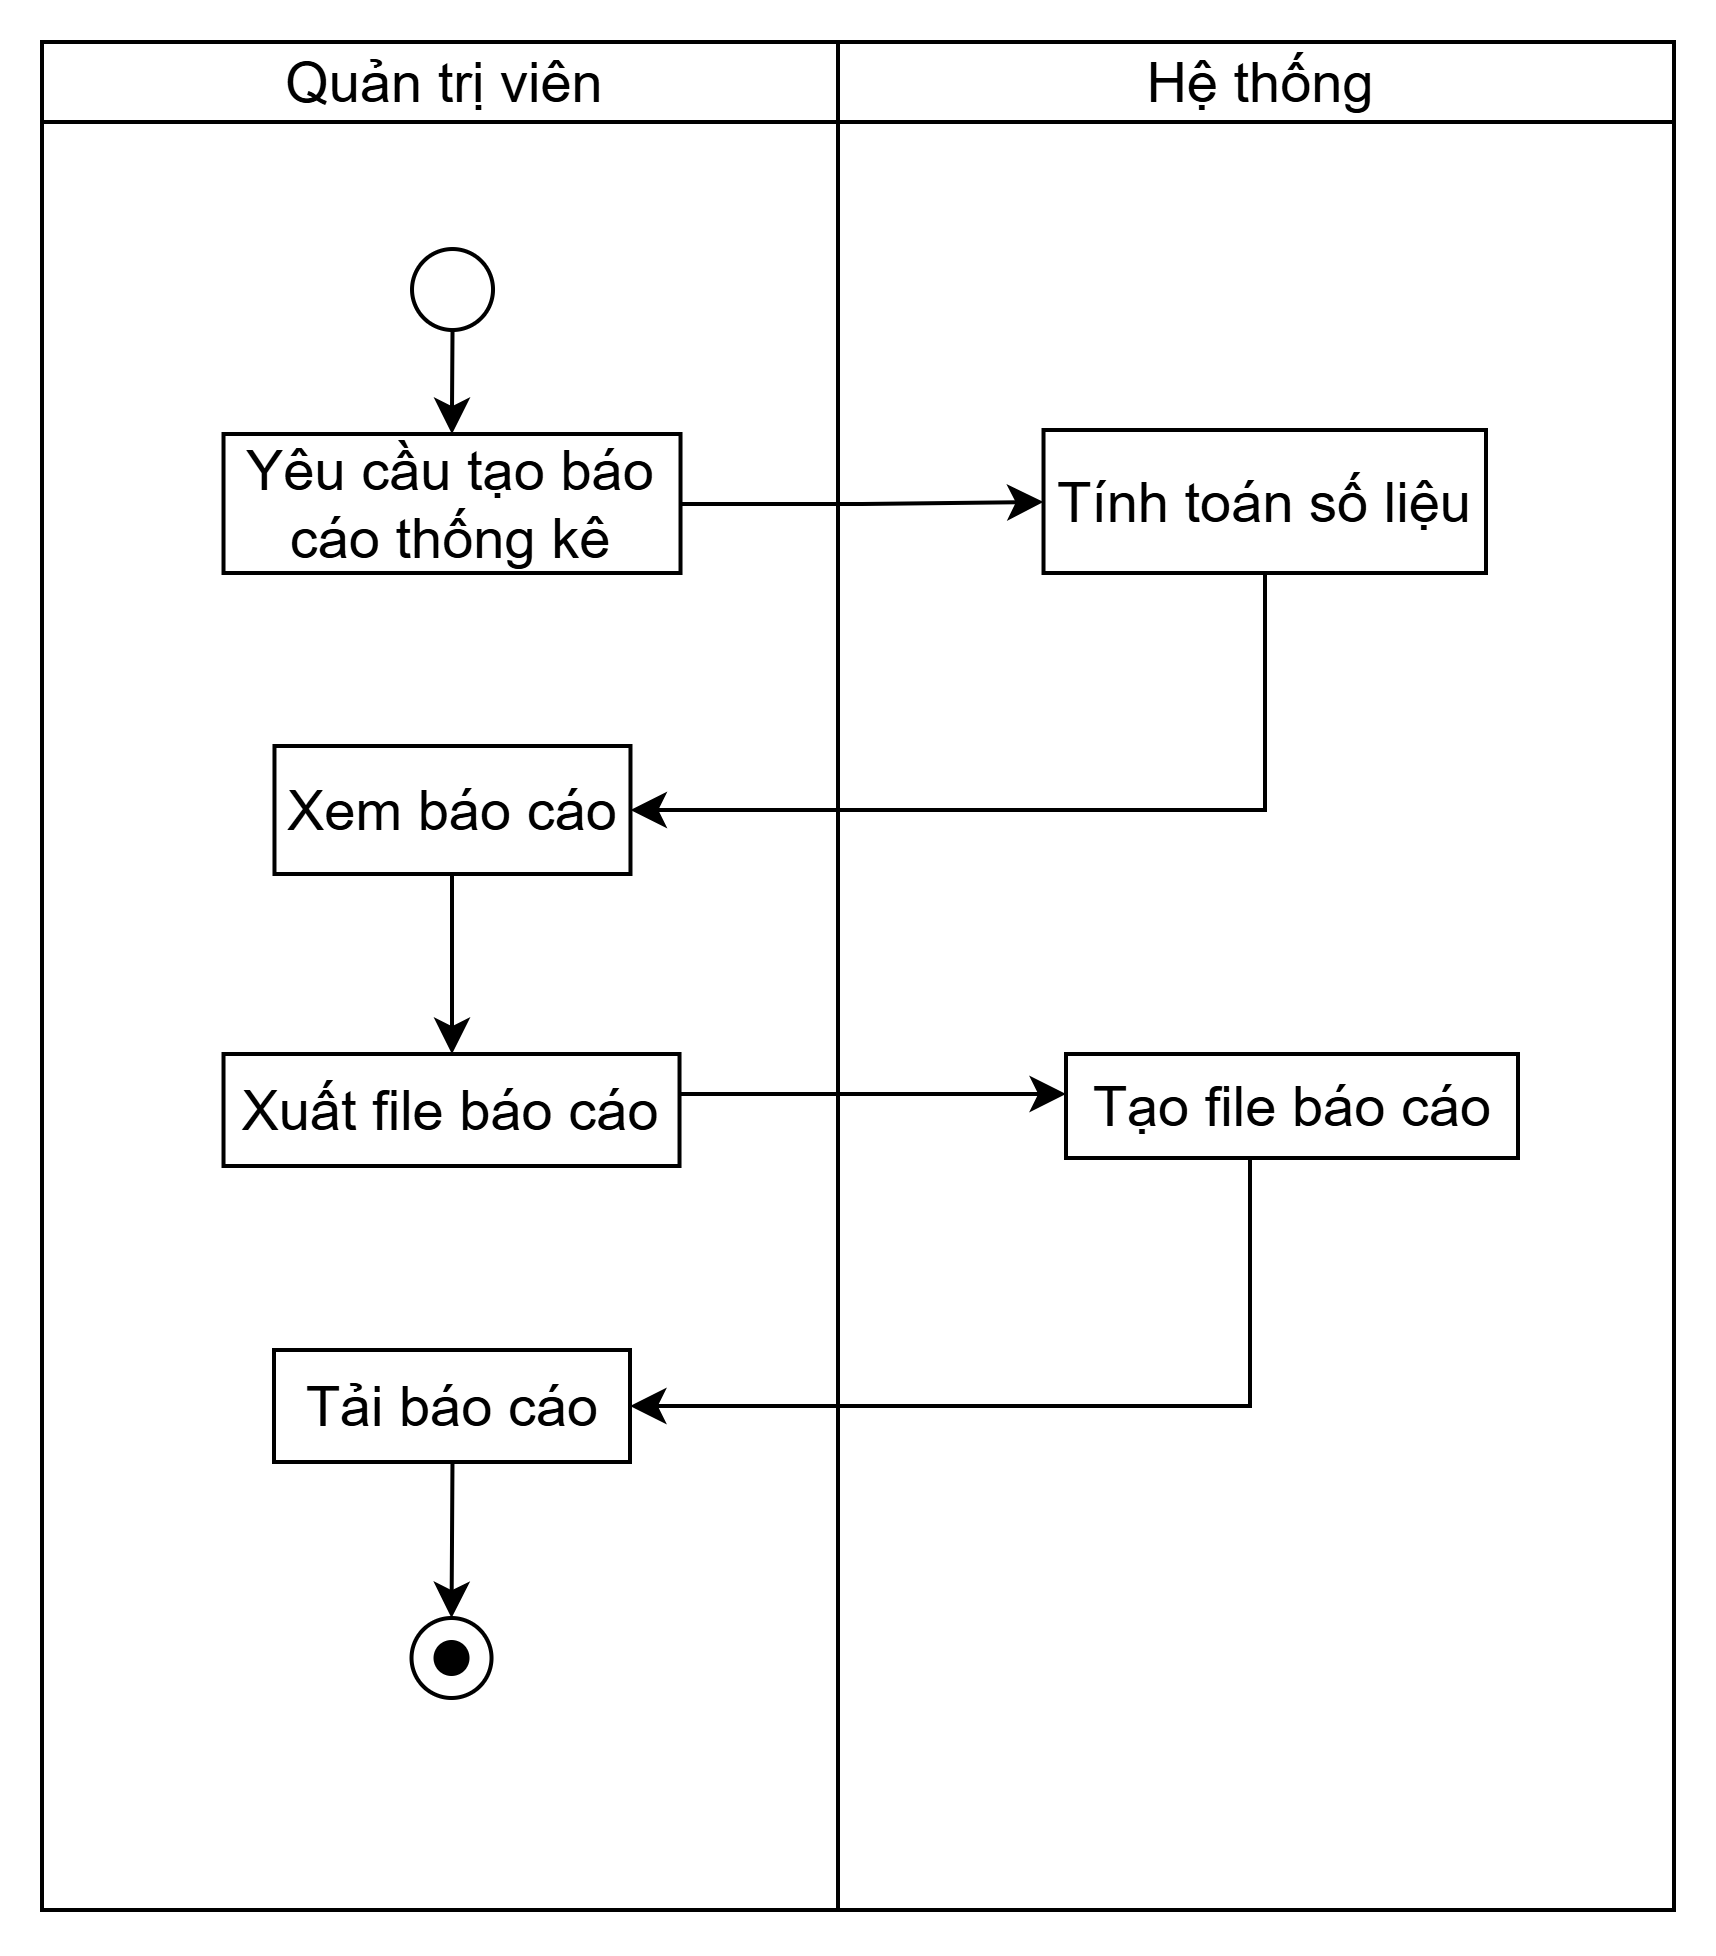 Quản trị viên
Hệ thống
Yêu cầu tạo báo
cáo thống kê
Tính toán số liệu
Xem báo cáo
Xuất file báo cáo
Tạo file báo cáo
Tải báo cáo